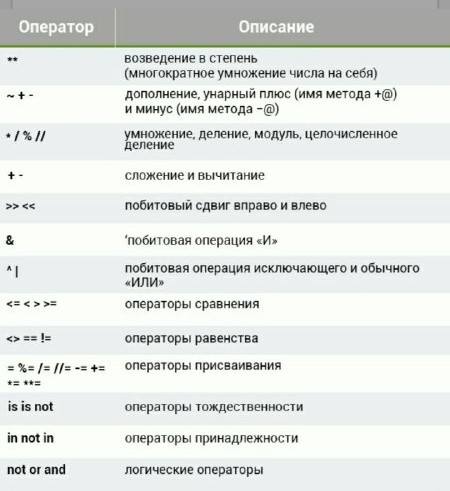 Оператор Описание
** возведение в степень
(многократное умножение числа на себя)
~ + - дополнение, унарный плюс (имя метода +@)
и минус (имя метода –@)
* / % // умножение, деление, модуль, целочисленное
деление
+ - сложение и вычитание
>> << побитовый сдвиг вправо и влево
& ‘побитовая операция «И»
^ | побитовая операция исключающего и обычного
«ИЛИ»
<= < > >= операторы сравнения
<> == != операторы равенства
= %= /= //= -= += операторы присваивания
*= **=
is is not операторы тождественности
in not in операторы принадлежности
not or and логические операторы